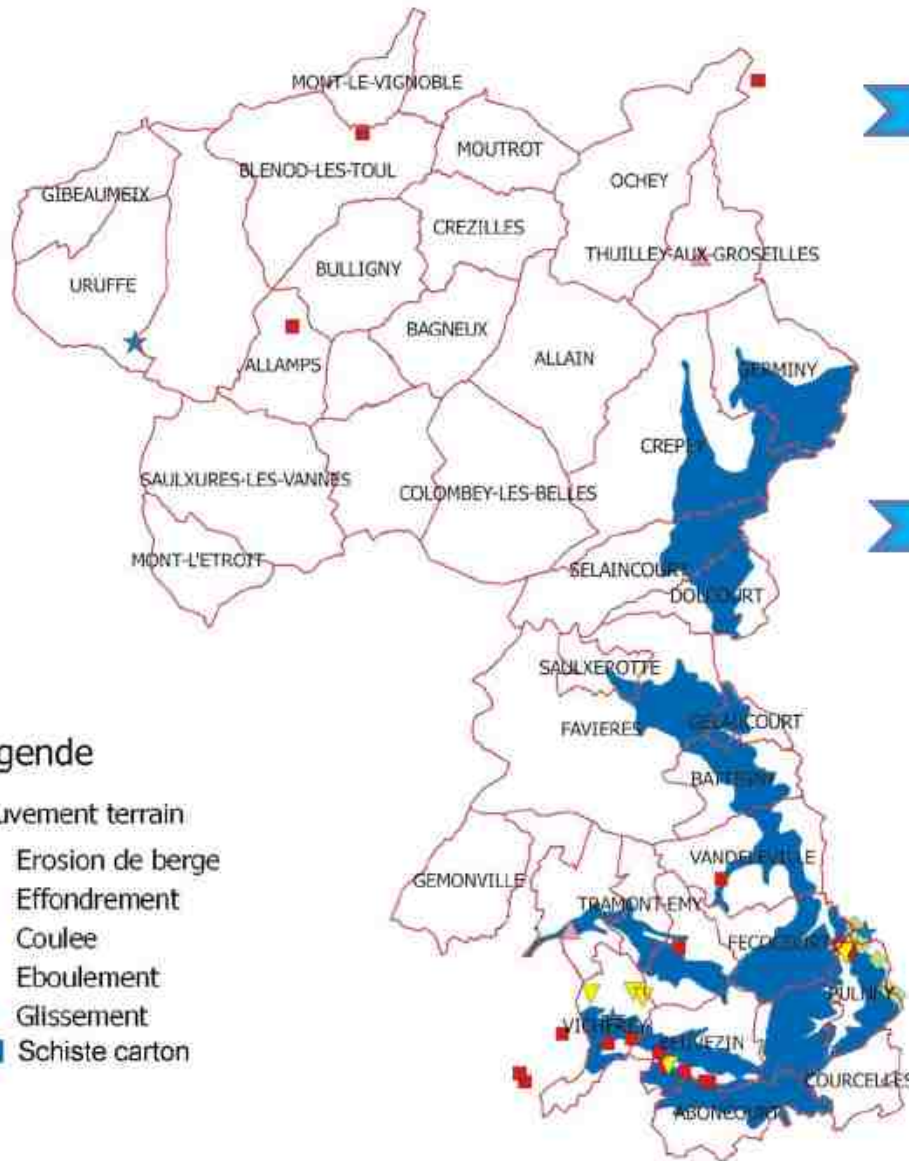 MONT-LE-VIGNOBLE
MOUTROT
BLENOD-LES-TOUL
OCHEY
GIBEAUMEIX
CREZILLES
THUILLEY-AUX-GROSEILLES
BULLIGNY
URUFFE
BAGNEUX
ALLAIN
ALLAMPS
GERMINY
CREPEY
SAULXURES-LES-VANNES
COLOMBEY-LES-BELLES
MONT-L'ETROIT
SELAINCOURT
DOLCOURT
SAULXEROTTE
FAVIERES
GELAUCOURT
BATTIGNY
VANDELEVILLE
GEMONVILLE
TRAMONT-EMY
FECOCOURT
PULNEY
VICHEREY
BEUVEZIN
COURCELLES
ABONCOURT
gende
uvement terrain
Erosion de berge
Effondrement
Coulee
Eboulement
Glissement
Schiste carton